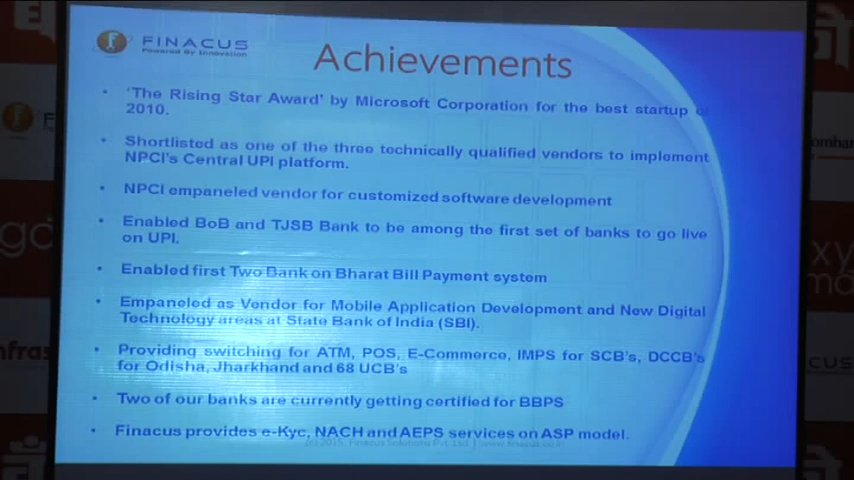 FINACUS
Powered By Innovation
Achievements
• 'The Rising Star Award' by Microsoft Corporation for the best startup of
2010.
• Shortlisted as one of the three technically qualified vendors to implement
NPCI's Central UPI platform.
• NPCI empaneled vendor for customized software development
• Enabled BoB and TJSB Bank to be among the first set of banks to go live
on UPI.
• Enabled first Two Bank on Bharat Bill Payment system
• Empaneled as Vendor for Mobile Application Development and New Digital
Technology areas at State Bank of India (SBI).
• Providing switching for ATM, POS, E-Commerce, IMPS for SCB's, DCCB's
for Odisha, Jharkhand and 68 UCB's
• Two of our banks are currently getting certified for BBPS
• Finacus provides e-Kyc, NACH and AEPS services on ASP model.